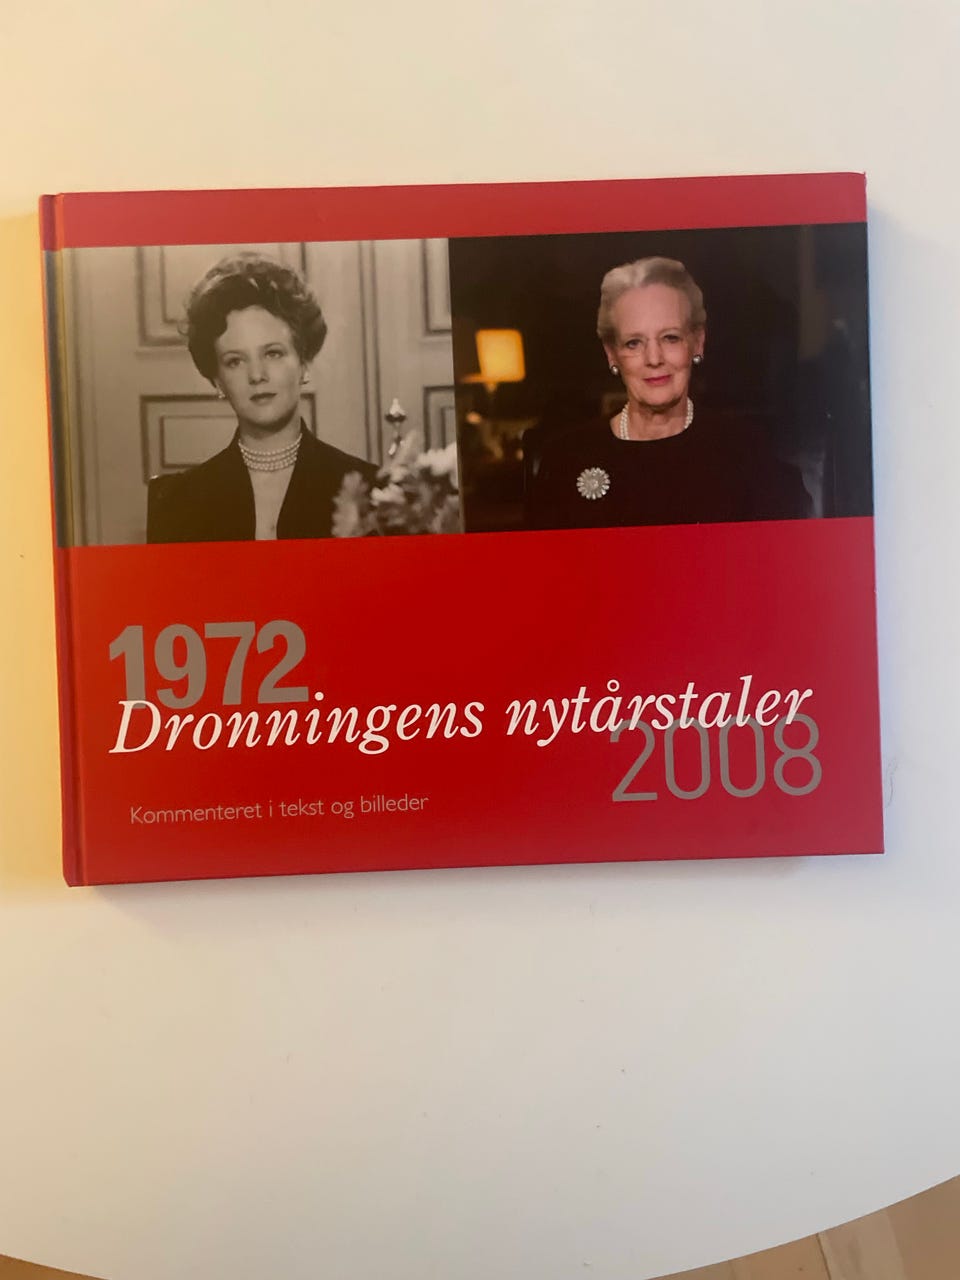 1972
Dronningens nytårstaler
2008
Kommenteret i tekst og billeder